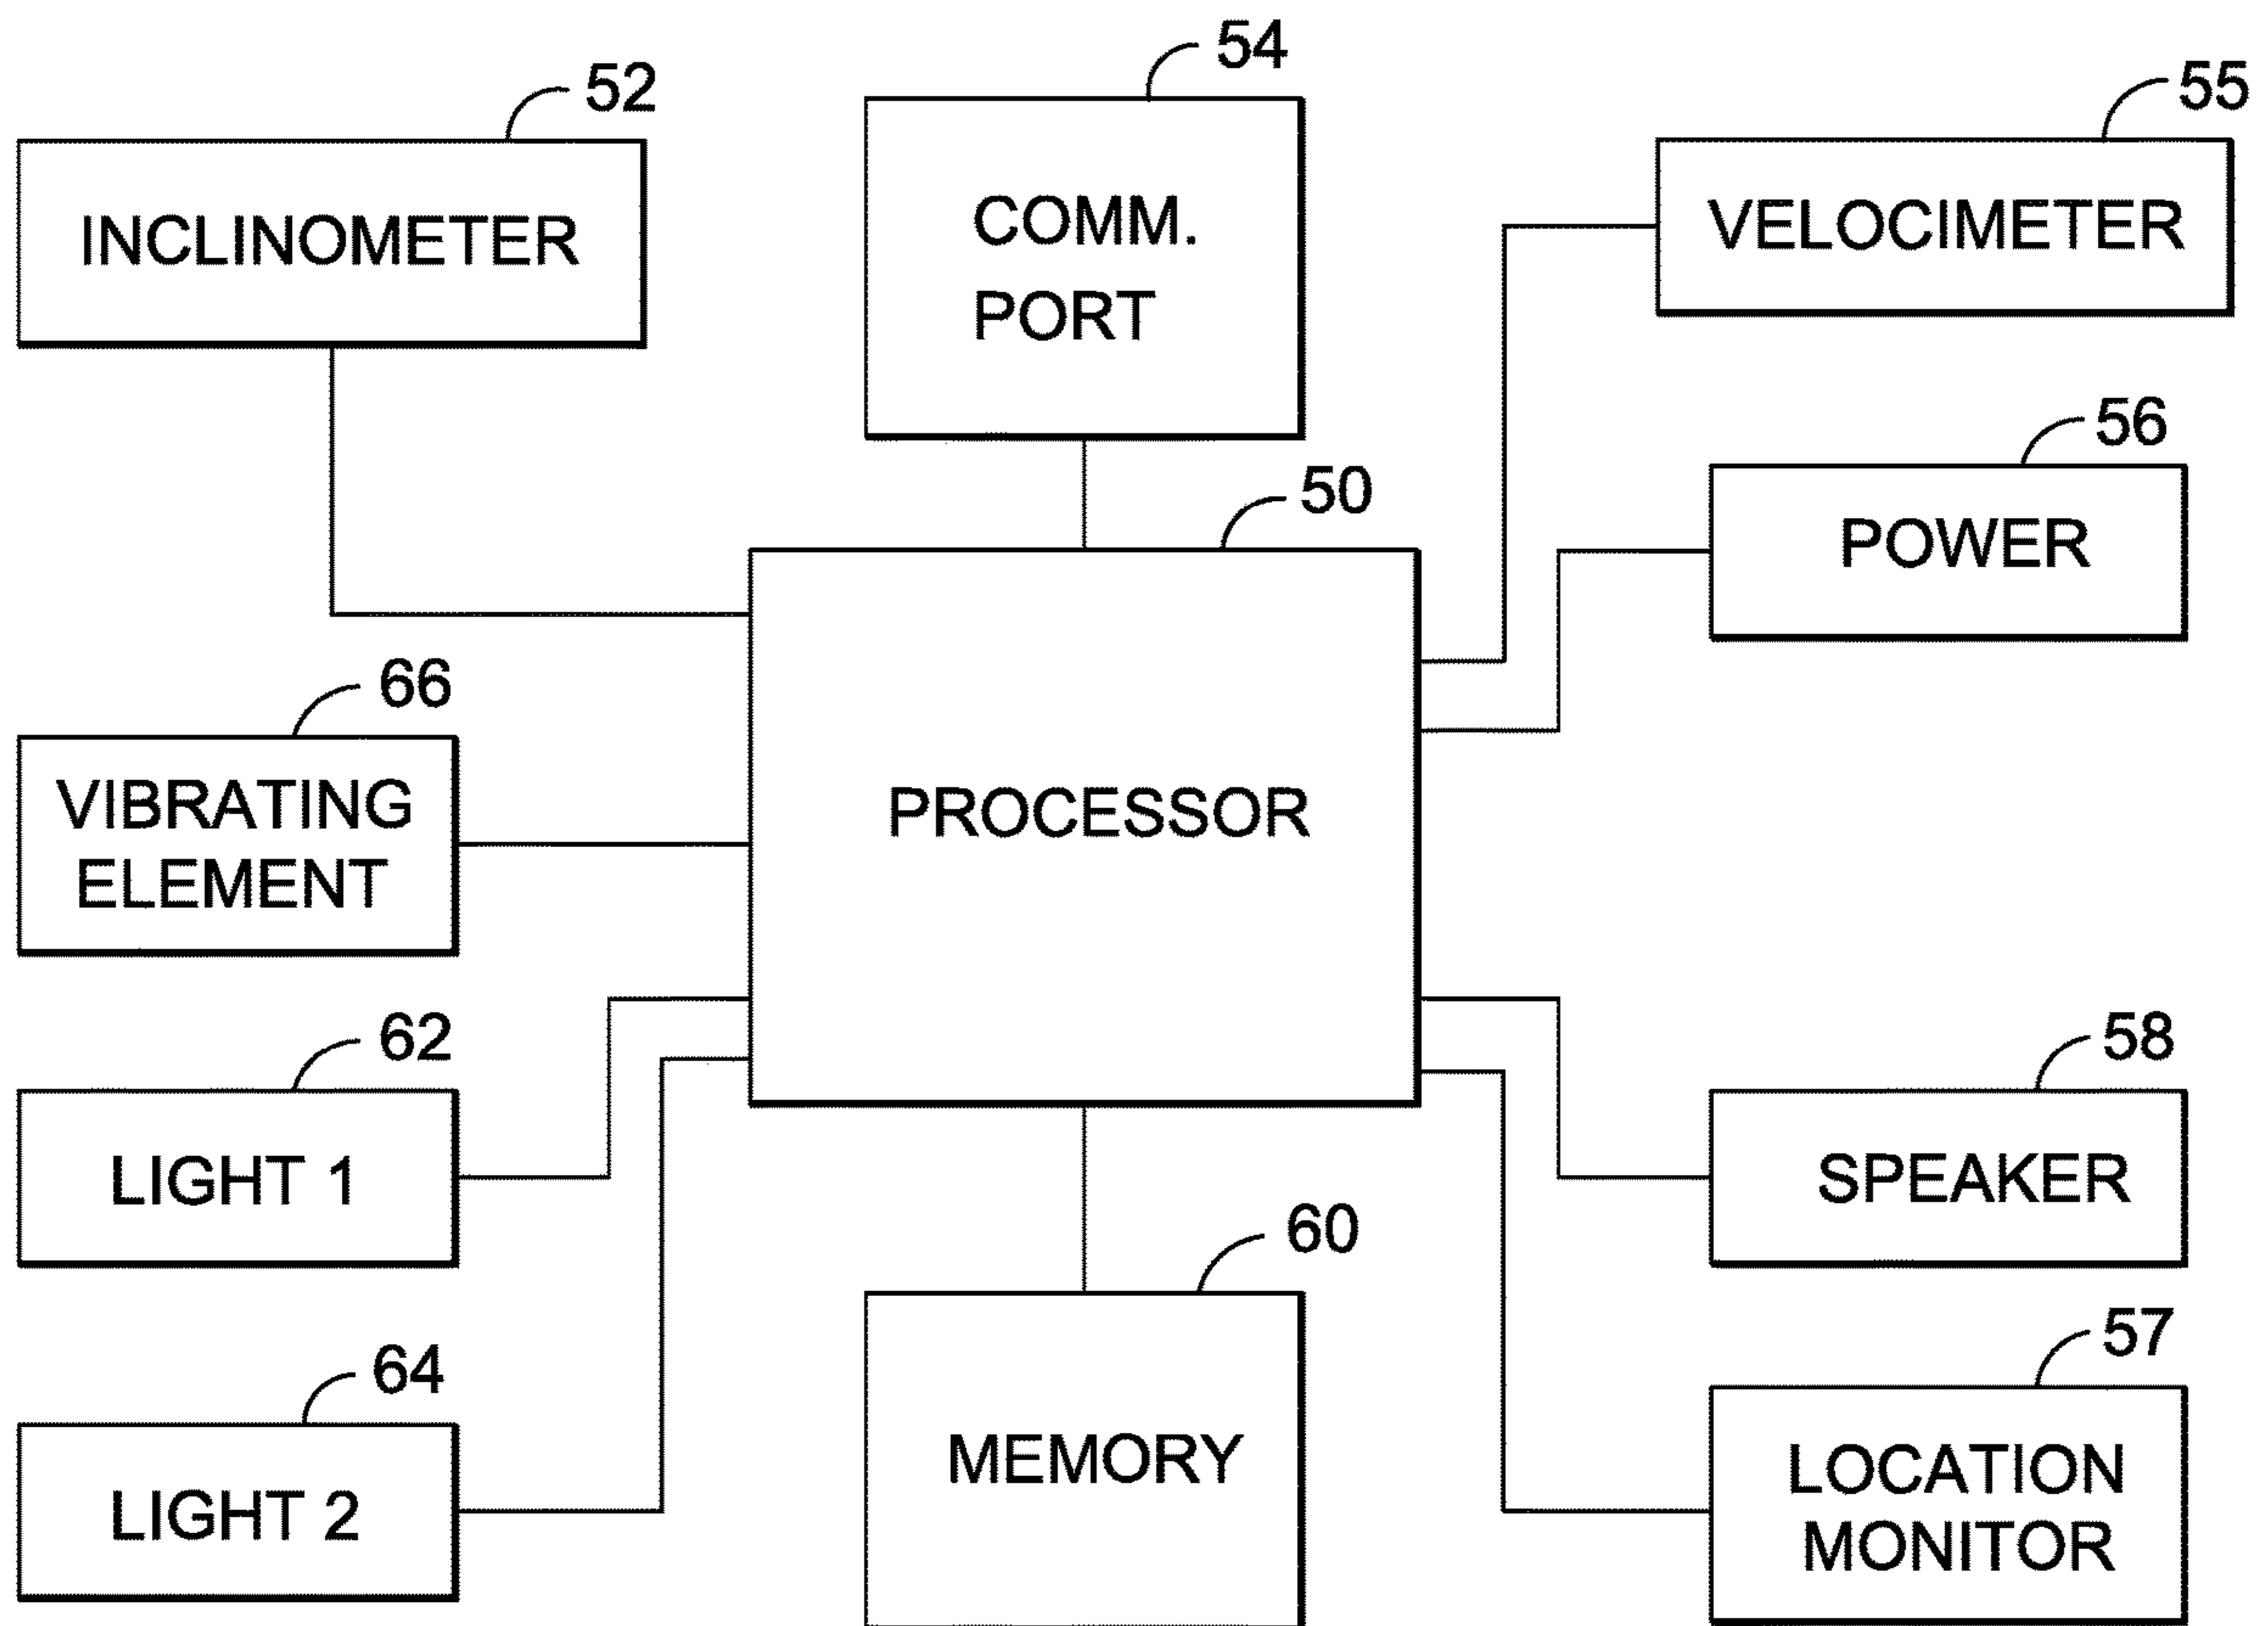 54
52
55
INCLINOMETER
COMM.
PORT
VELOCIMETER
56
50
POWER
66
VIBRATING
ELEMENT
PROCESSOR
62
58
LIGHT 1
SPEAKER
60
57
64
LIGHT 2
MEMORY
LOCATION
MONITOR